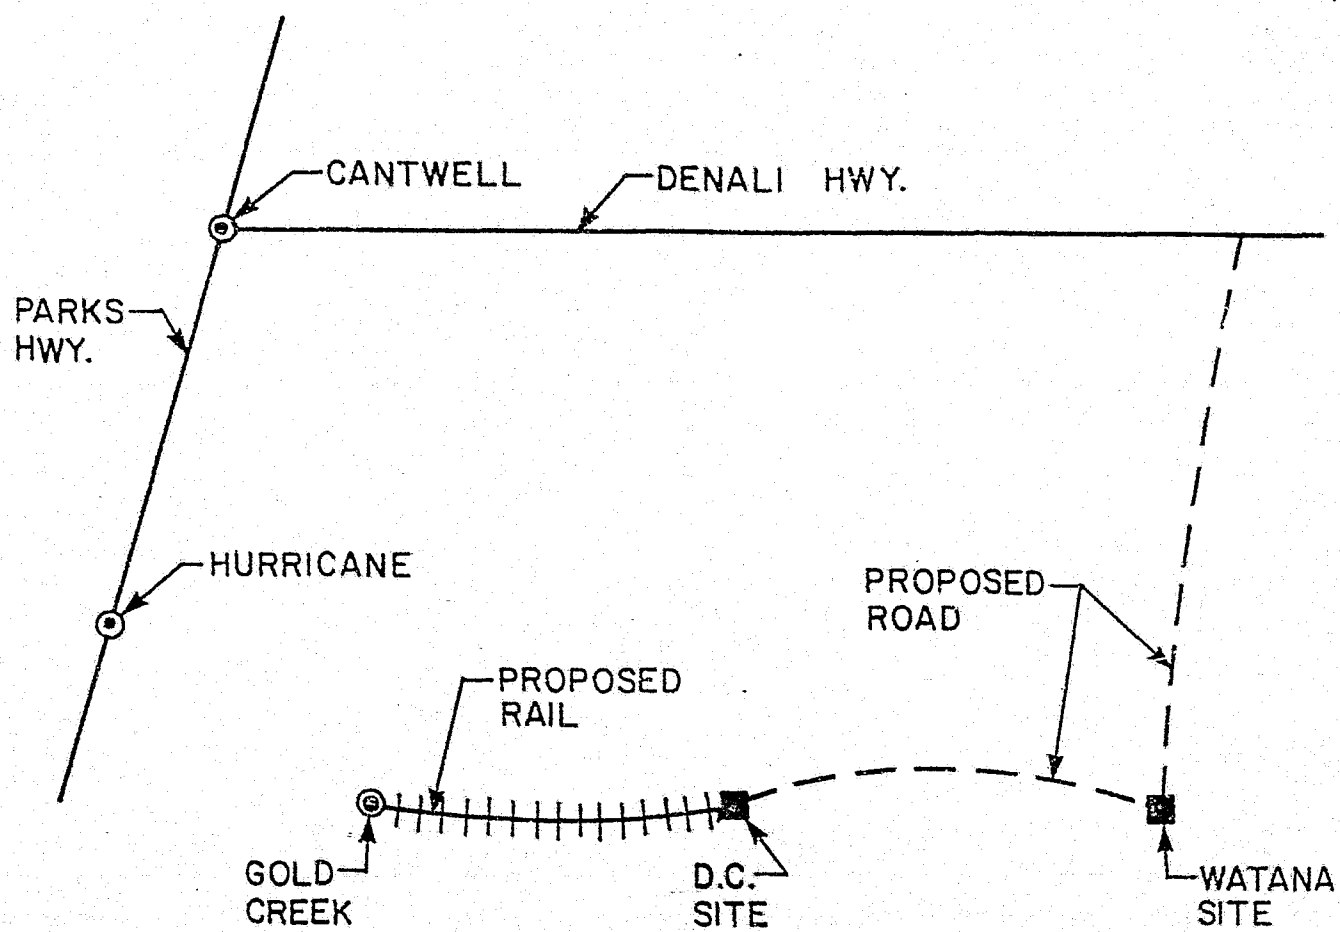 CANTWELL
DENALI HWY.
PARKS
HWY.
HURRICANE
PROPOSED
ROAD
PROPOSED
RAIL
GOLD
CREEK
D.C.
SITE
WATANA
SITE